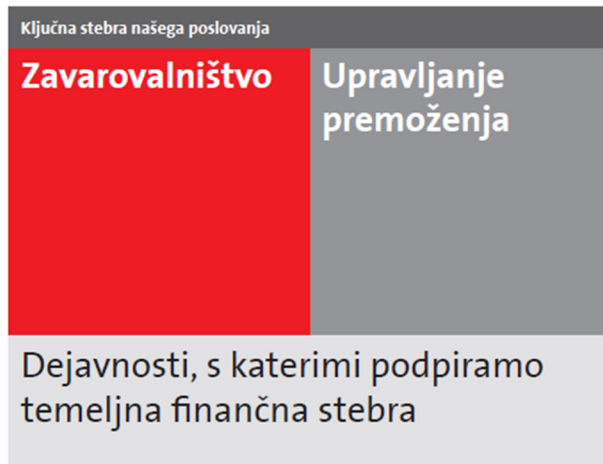 Ključna stebra našega poslovanja
Zavarovalništvo
Upravljanje
premoženja
Dejavnosti, s katerimi podpiramo
temeljna finančna stebra